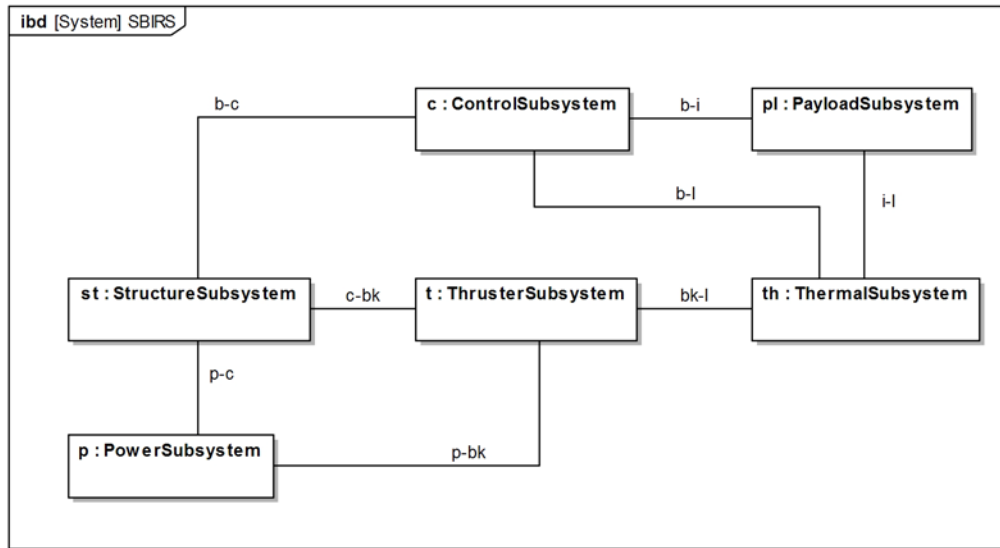 ibd [System] SBIRS
b-c
c : ControlSubsystem
b-i
pl : PayloadSubsystem
b-l
i-l
st : StructureSubsystem
c-bk
t : ThrusterSubsystem
bk-l
th : ThermalSubsystem
p-c
p : PowerSubsystem
p-bk